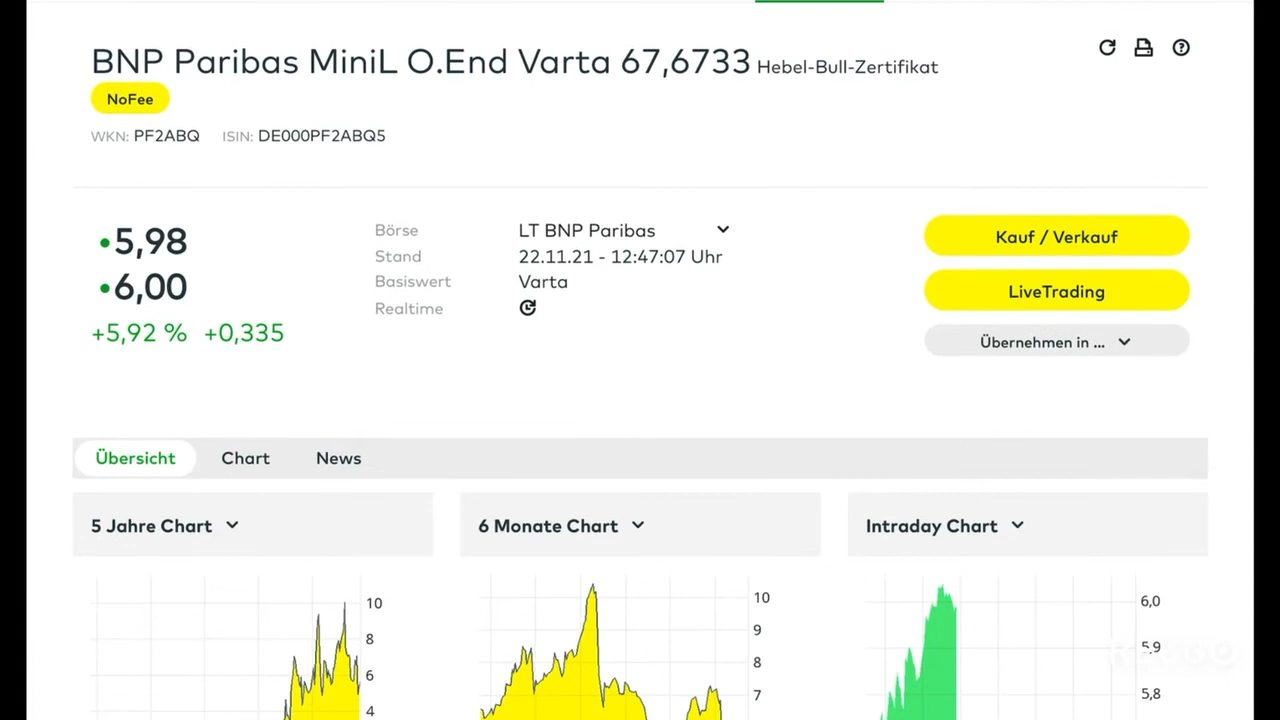 BNP Paribas MiniL O.End Varta 67,6733 Hebel-Bull-Zertifikat
NoFee
WKN: PF2ABQ ISIN: DE000PF2ABQ5
5,98
6,00
+5,92 % +0,335
Börse LT BNP Paribas
Stand 22.11.21 - 12:47:07 Uhr
Basiswert Varta
Realtime
Kauf / Verkauf
LiveTrading
Übernehmen in ...
Übersicht Chart News
5 Jahre Chart
10
8
6
4
6 Monate Chart
10
9
8
7
Intraday Chart
6,0
5,9
5,8